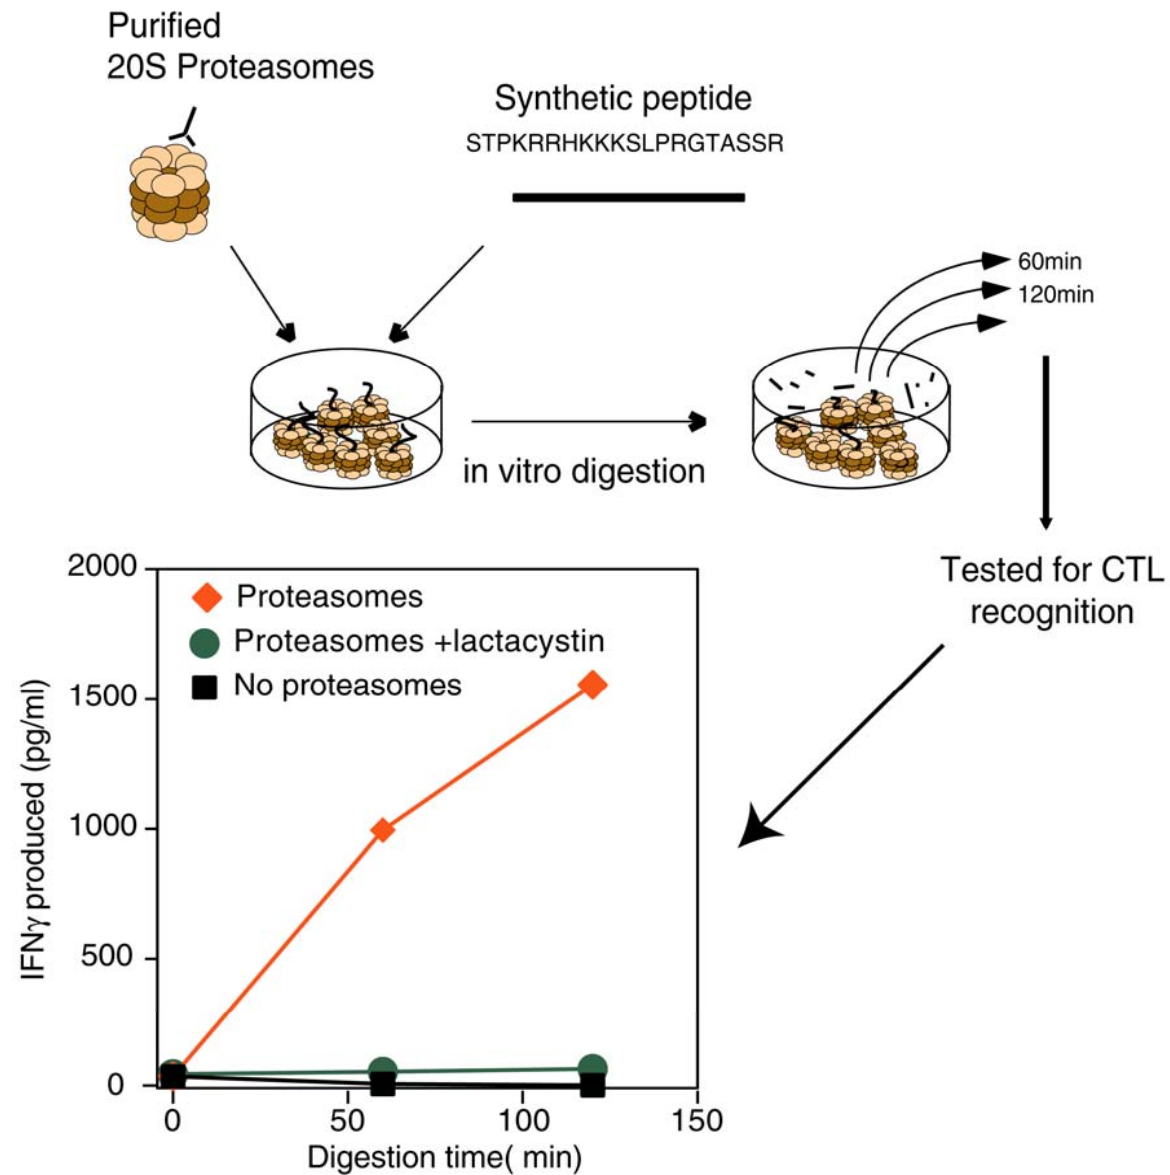 Purified
20S Proteasomes
Synthetic peptide
STPKRRHKKKSLPRGTASSR
60min
120min
in vitro digestion
Tested for CTL
recognition
2000
1500
1000
500
0
IFNγ produced (pg/ml)
Proteasomes
Proteasomes +lactacystin
No proteasomes
0 50 100 150
Digestion time( min)